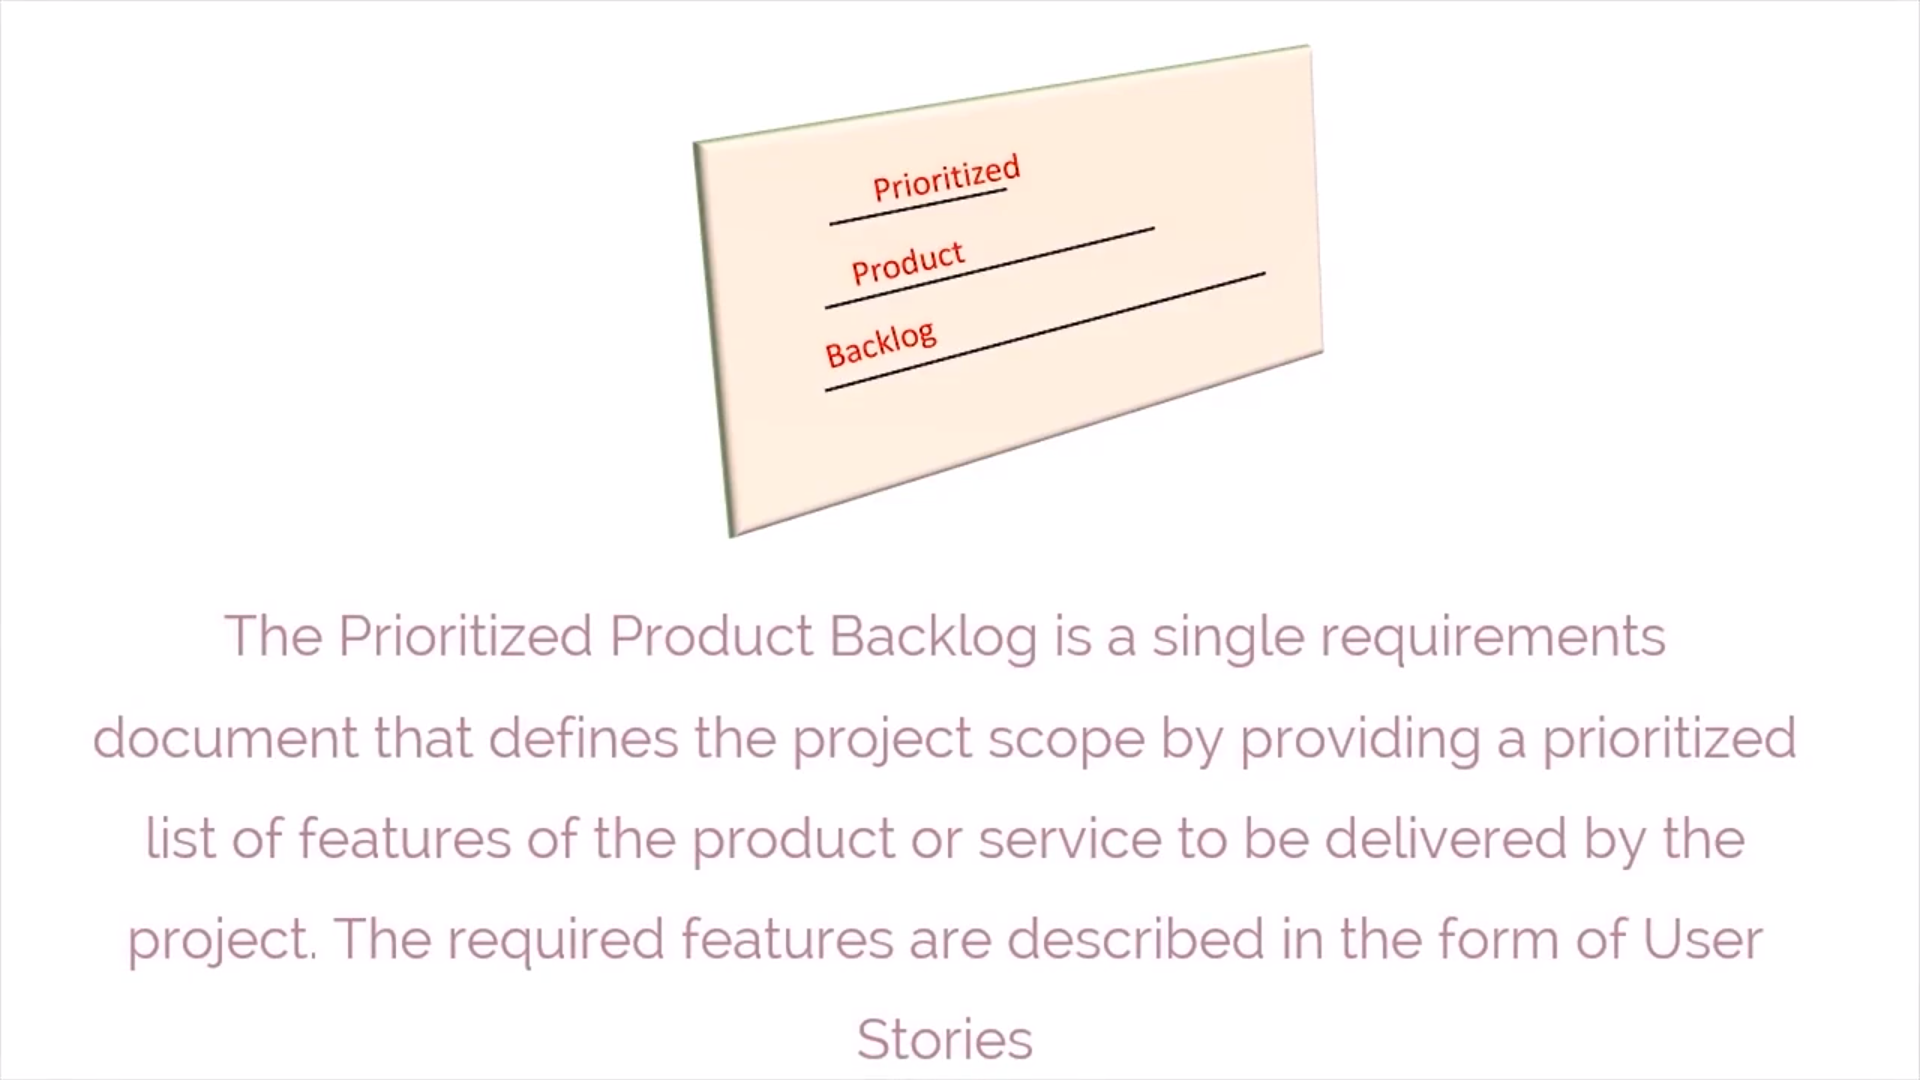 Prioritized
Product
Backlog
The Prioritized Product Backlog is a single requirements
document that defines the project scope by providing a prioritized
list of features of the product or service to be delivered by the
project. The required features are described in the form of User
Stories